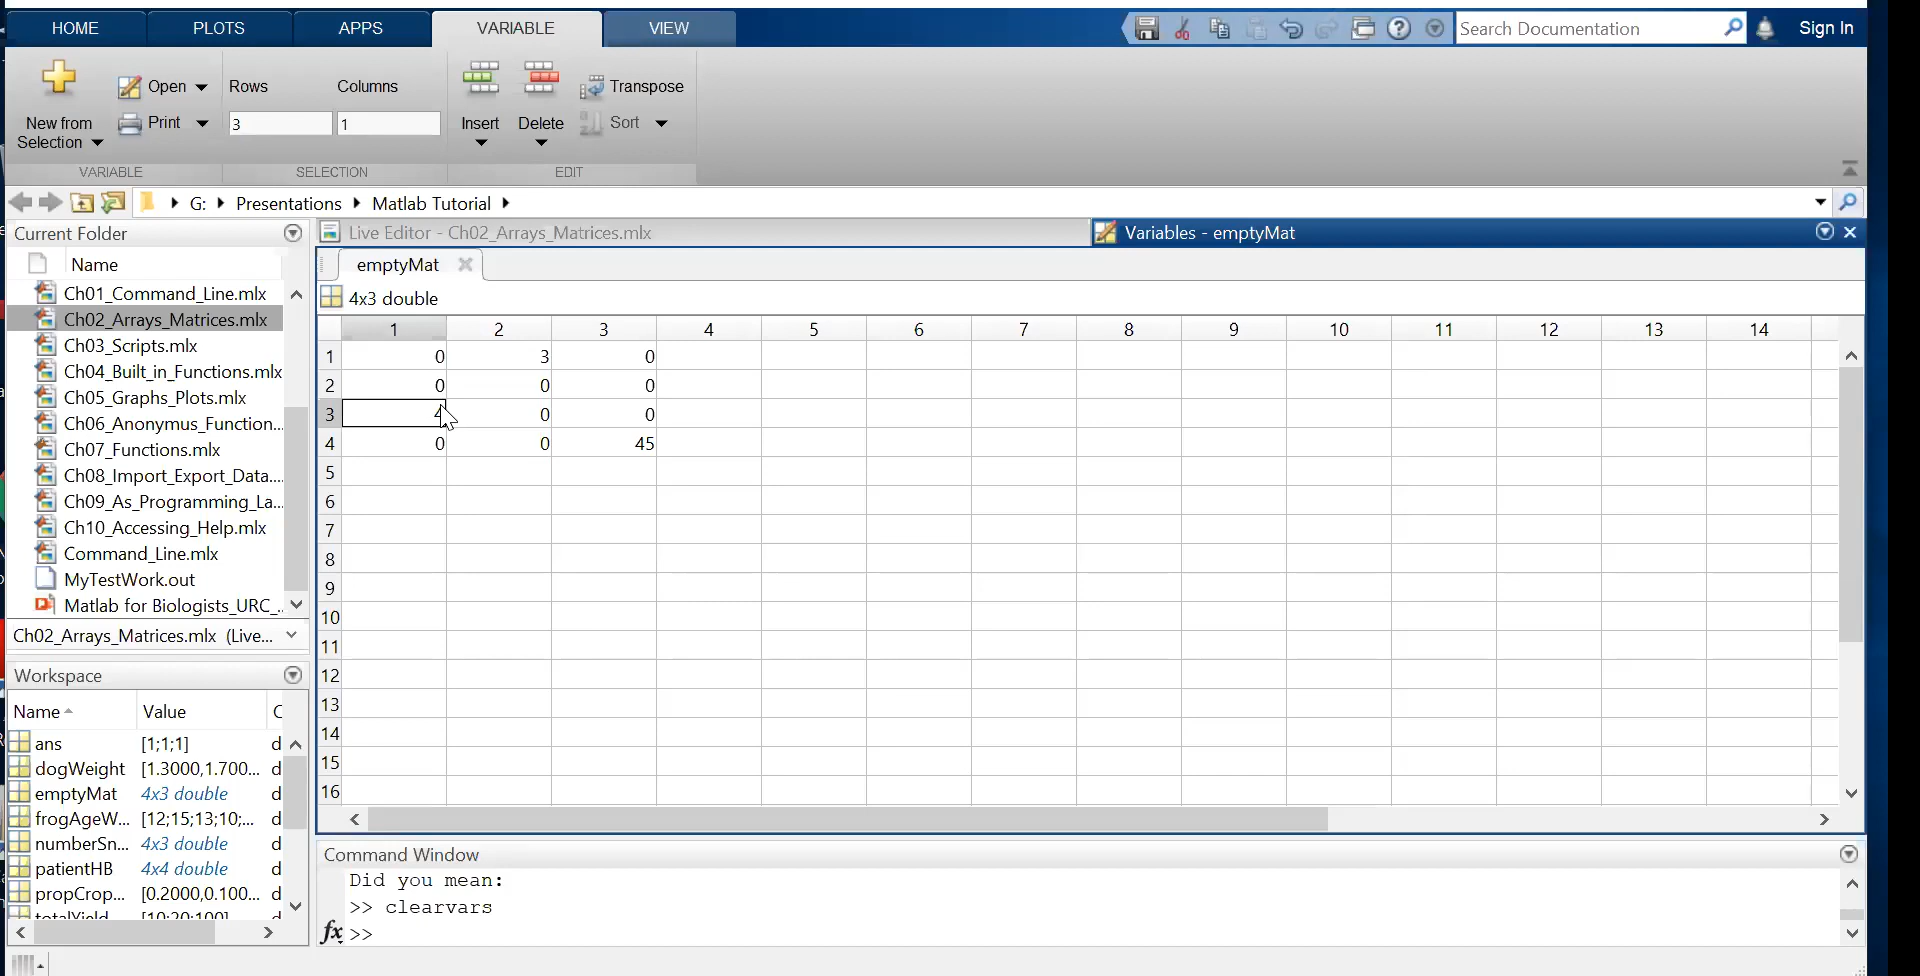 HOME PLOTS APPS VARIABLE VIEW Search Documentation Sign In
New from Selection
Open
Print
Rows Columns
3 1
Insert
Delete
Transpose
Sort
VARIABLE SELECTION EDIT
G: Presentations Matlab Tutorial
Current Folder
Name
Ch01_Command_Line.mlx
Ch02_Arrays_Matrices.mlx
Ch03_Scripts.mlx
Ch04_Built_in_Functions.mlx
Ch05_Graphs_Plots.mlx
Ch06_Anonymus_Function...
Ch07_Functions.mlx
Ch08_Import_Export_Data....
Ch09_As_Programming_La...
Ch10_Accessing_Help.mlx
Command_Line.mlx
MyTestWork.out
Matlab for Biologists_URC_...
Ch02_Arrays_Matrices.mlx (Live...
Workspace
Name Value C
ans [1;1;1] d
dogWeight [1.3000,1.700... d
emptyMat 4x3 double d
frogAgeW... [12;15;13;10;... d
numberSn... 4x3 double d
patientHB 4x4 double d
propCrop... [0.2000,0.100... d
totalYield [10;20;100]
Live Editor - Ch02_Arrays_Matrices.mlx
Variables - emptyMat
emptyMat
4x3 double
1 2 3 4 5 6 7 8 9 10 11 12 13 14
1 0 3 0
2 0 0 0
3 4 0 0
4 0 0 45
5
6
7
8
9
10
11
12
13
14
15
16
Command Window
Did you mean:
>> clearvars
fx >>